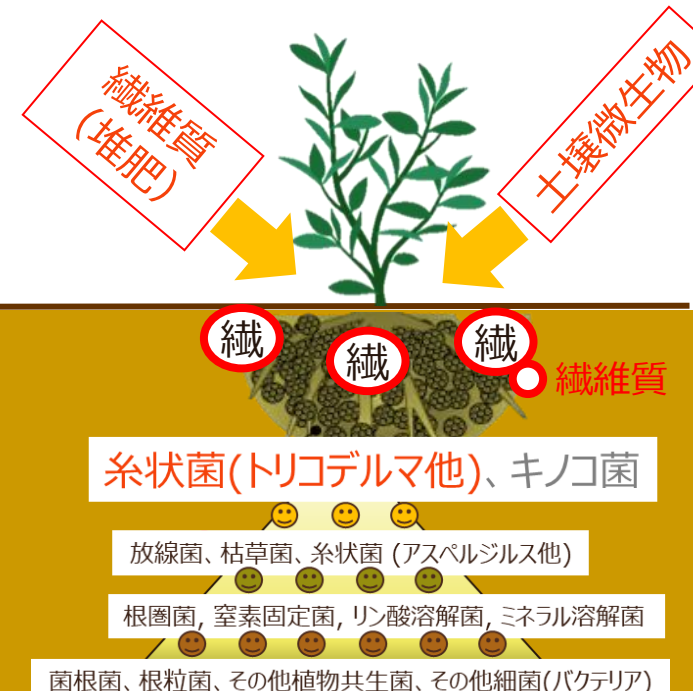 繊維質
(堆肥)
土壌微生物
繊
繊
繊
繊維質
糸状菌(トリコデルマ他)、キノコ菌
放線菌、枯草菌、糸状菌 (アスペルジルス他)
根圏菌, 窒素固定菌, リン酸溶解菌, ミネラル溶解菌
菌根菌、根粒菌、その他植物共生菌、その他細菌(バクテリア)